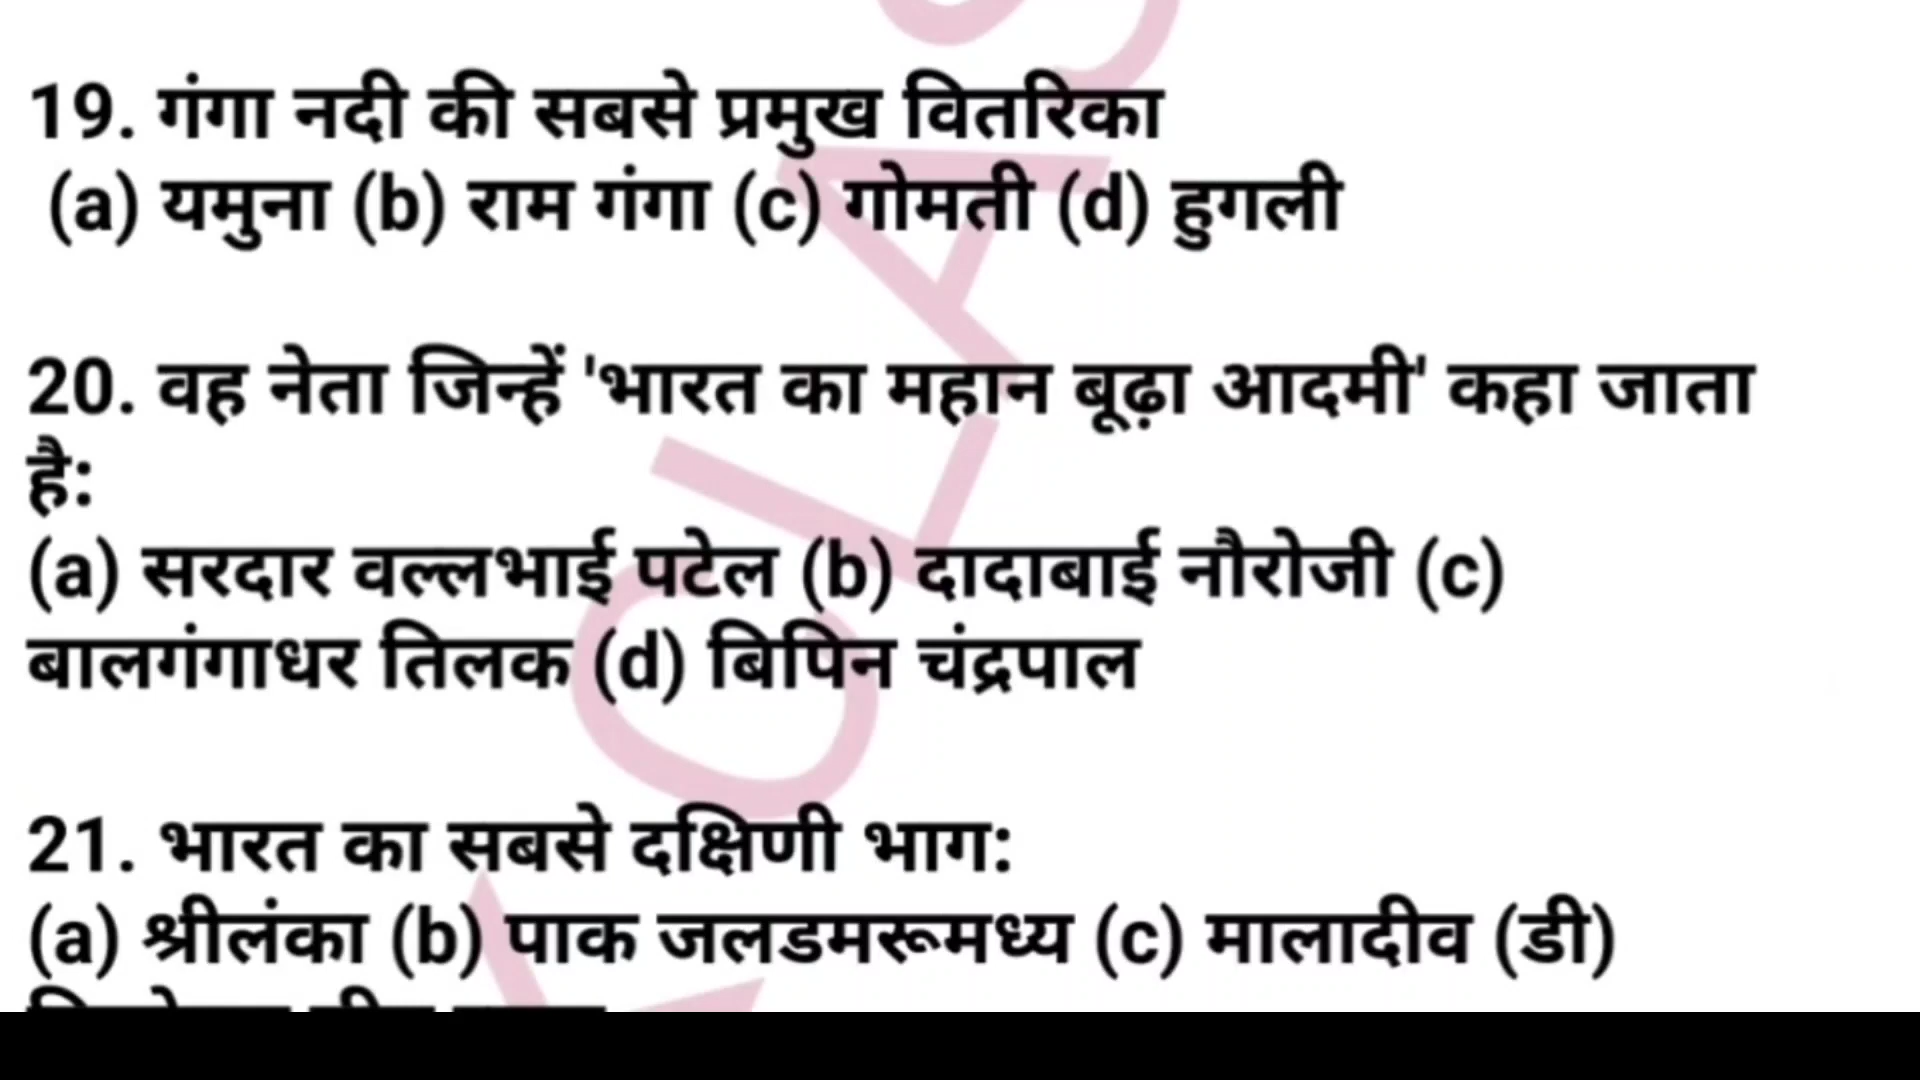 19. गंगा नदी की सबसे प्रमुख वितरिका
(a) यमुना (b) राम गंगा (c) गोमती (d) हुगली
20. वह नेता जिन्हें 'भारत का महान बूढ़ा आदमी' कहा जाता
है:
(a) सरदार वल्लभाई पटेल (b) दादाबाई नौरोजी (c)
बालगंगाधर तिलक (d) बिपिन चंद्रपाल
21. भारत का सबसे दक्षिणी भाग:
(a) श्रीलंका (b) पाक जलडमरूमध्य (c) मालादीव (डी)